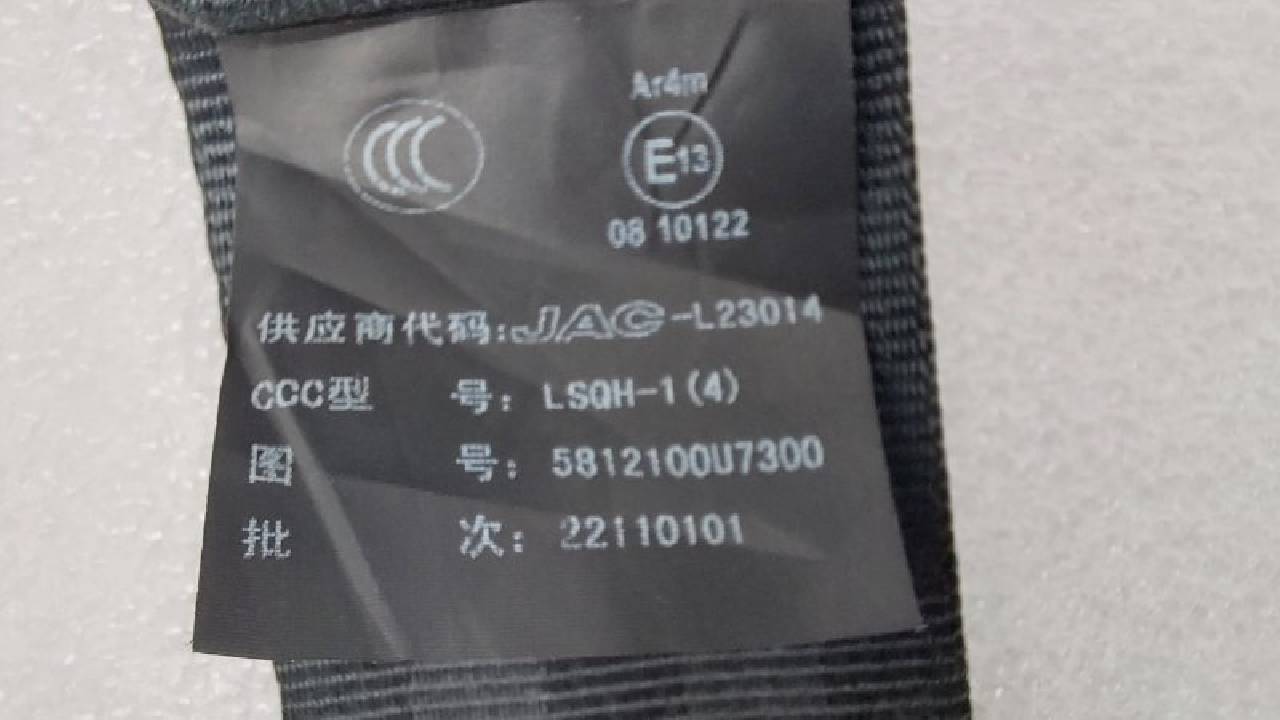 Ar4m
E13
08 10122
供应商代码:JAC-L23014
CCC型 号: LSQH-1(4)
图 号: 5812100U7300
批 次: 22110101